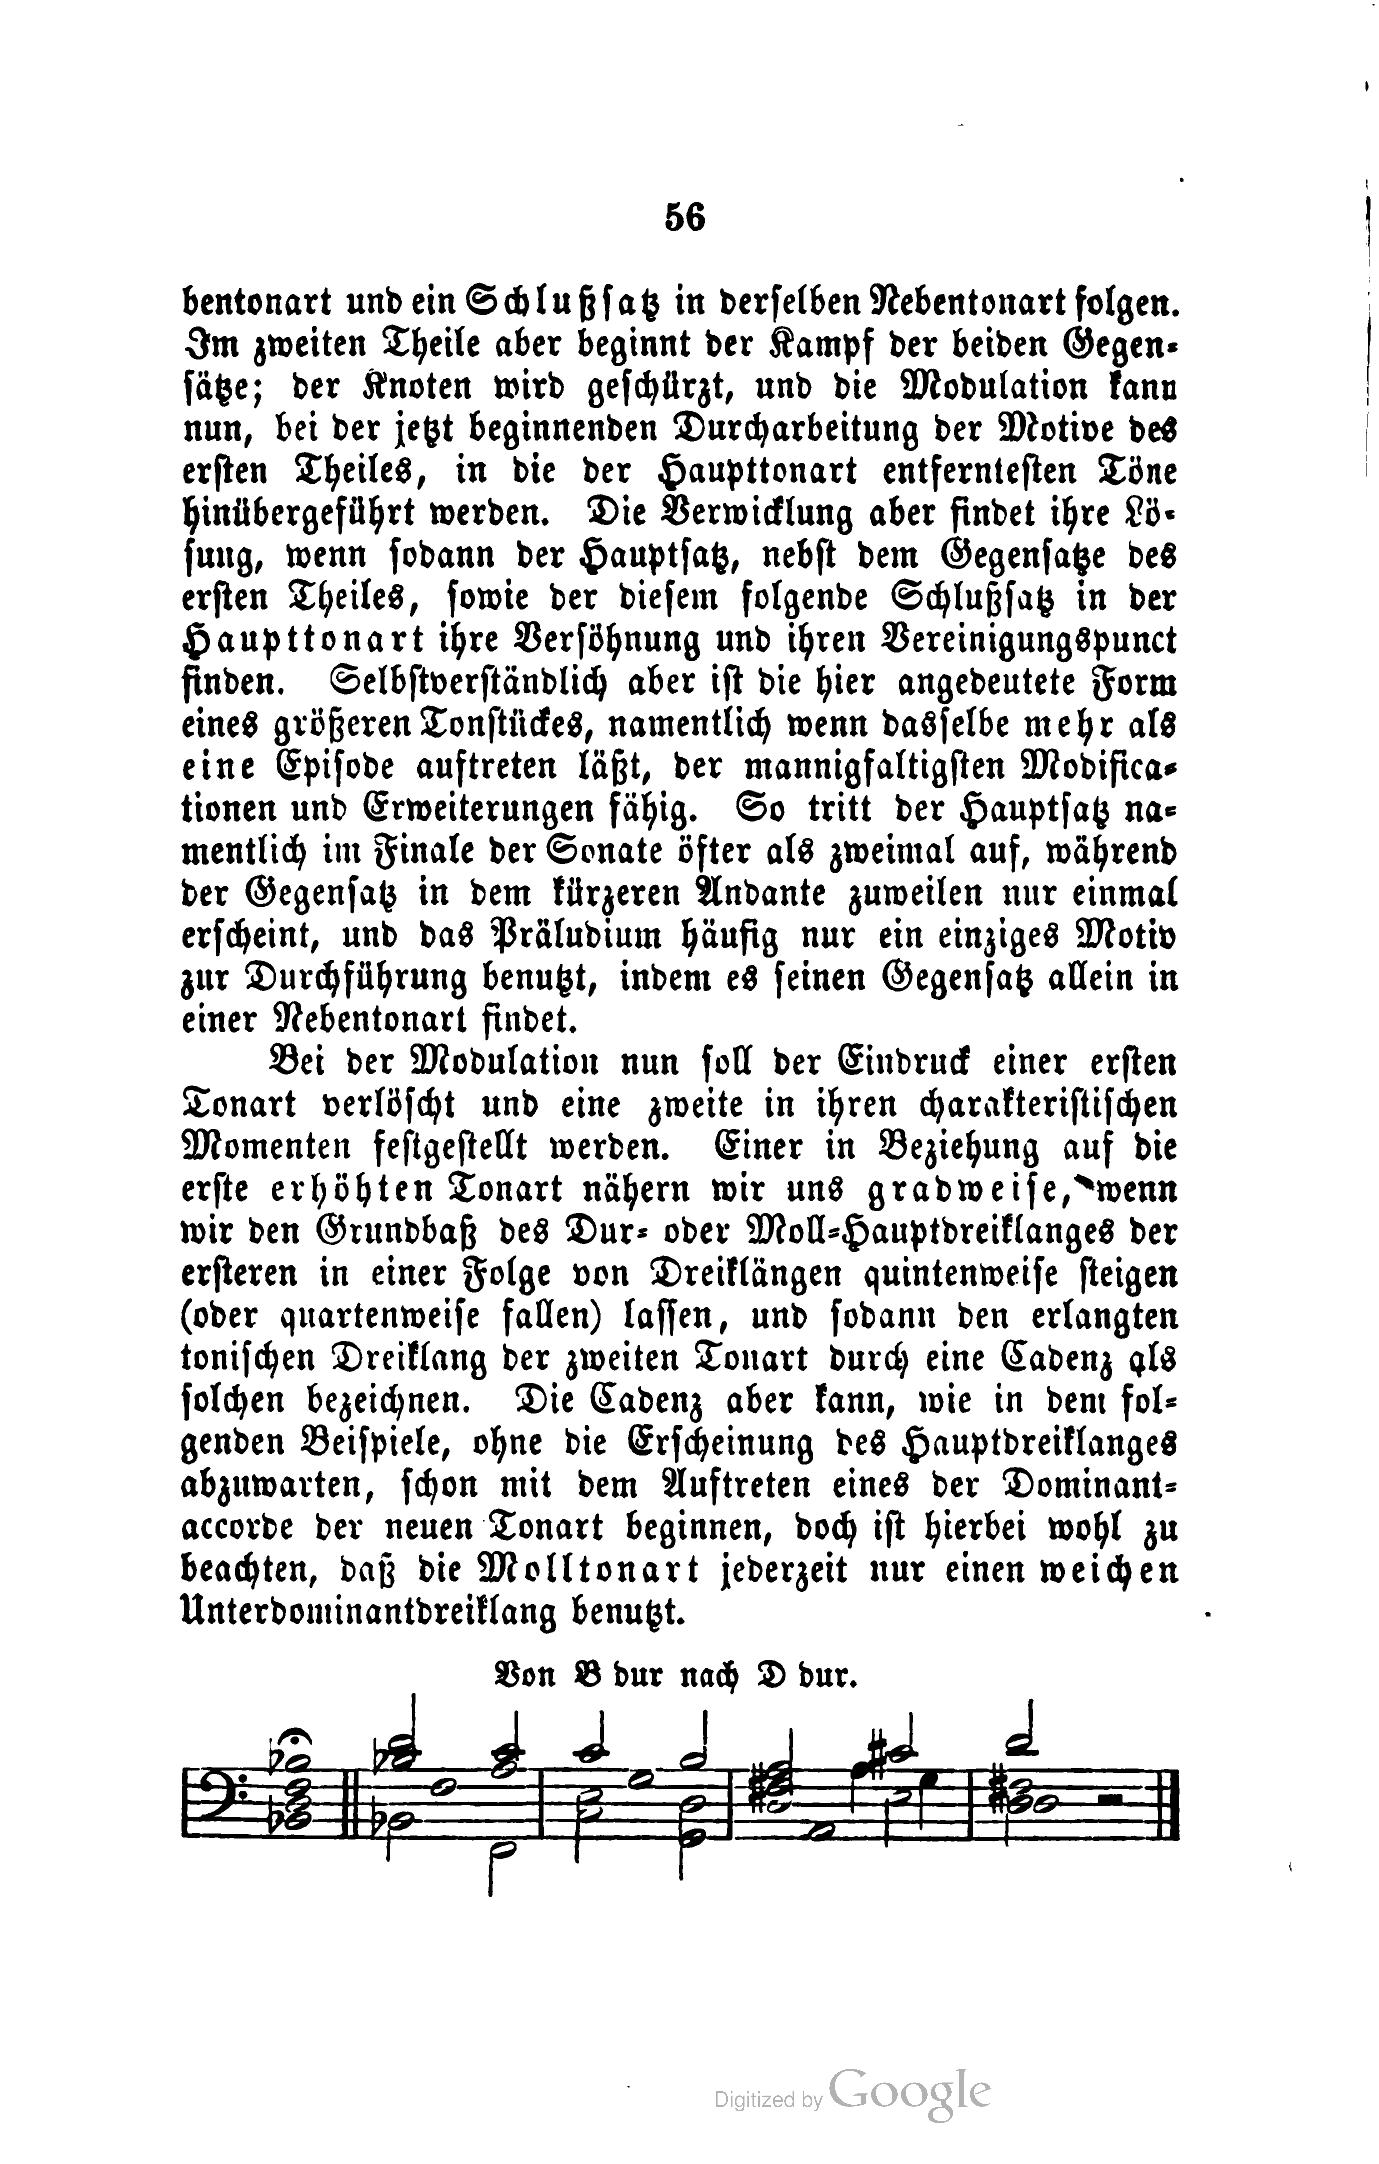 56
bentonart und ein Schlußsatz in derselben Nebentonart folgen.
Im zweiten Theile aber beginnt der Kampf der beiden Gegen-
sätze; der Knoten wird geschürzt, und die Modulation kann
nun, bei der jetzt beginnenden Durcharbeitung der Motive des
ersten Theiles, in die der Haupttonart entferntesten Töne
hinübergeführt werden. Die Verwicklung aber findet ihre Lö-
sung, wenn sodann der Hauptsatz, nebst dem Gegensatze des
ersten Theiles, sowie der diesem folgende Schlußsatz in der
Haupttonart ihre Versöhnung und ihren Vereinigungspunct
finden. Selbstverständlich aber ist die hier angedeutete Form
eines größeren Tonstückes, namentlich wenn dasselbe mehr als
eine Episode auftreten läßt, der mannigfaltigsten Modifica-
tionen und Erweiterungen fähig. So tritt der Hauptsatz na-
mentlich im Finale der Sonate öfter als zweimal auf, während
der Gegensatz in dem kürzeren Andante zuweilen nur einmal
erscheint, und das Präludium häufig nur ein einziges Motiv
zur Durchführung benutzt, indem es seinen Gegensatz allein in
einer Nebentonart findet.
Bei der Modulation nun soll der Eindruck einer ersten
Tonart verlöscht und eine zweite in ihren charakteristischen
Momenten festgestellt werden. Einer in Beziehung auf die
erste erhöhten Tonart nähern wir uns gradweise, wenn
wir den Grundbaß des Dur- oder Moll-Hauptdreiklanges der
ersteren in einer Folge von Dreiklängen quintenweise steigen
(oder quartenweise fallen) lassen, und sodann den erlangten
tonischen Dreiklang der zweiten Tonart durch eine Cadenz als
solchen bezeichnen. Die Cadenz aber kann, wie in dem fol-
genden Beispiele, ohne die Erscheinung des Hauptdreiklanges
abzuwarten, schon mit dem Auftreten eines der Dominant-
accorde der neuen Tonart beginnen, doch ist hierbei wohl zu
beachten, daß die Molltonart jederzeit nur einen weichen
Unterdominantdreiklang benutzt.
Von B dur nach D dur.
Digitized by Google